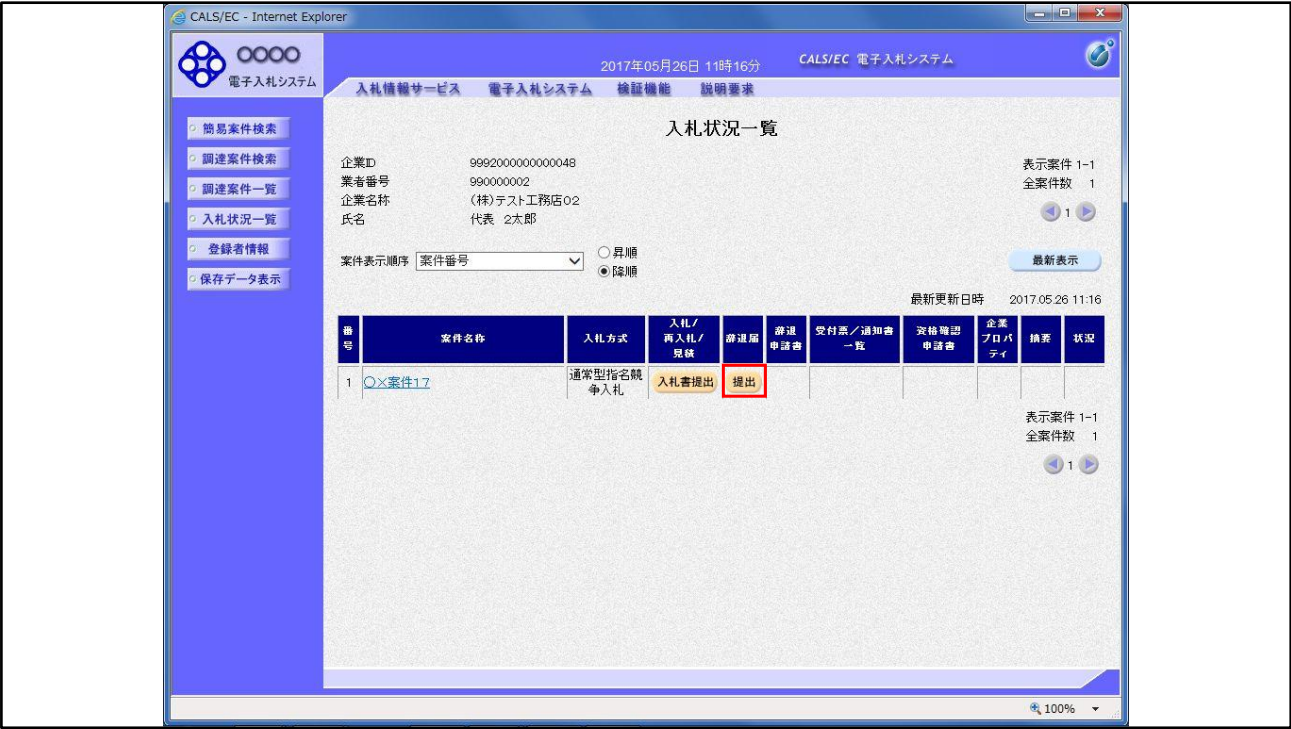 CALS/EC - Internet Explorer
〇〇〇〇
電子入札システム
2017年05月26日 11時16分
CALS/EC 電子入札システム
入札情報サービス 電子入札システム 検証機能 説明要求
簡易案件検索
調達案件検索
調達案件一覧
入札状況一覧
登録者情報
保存データ表示
入札状況一覧
企業ID 9992000000000048
業者番号 990000002
企業名称 (株)テスト工務店02
氏名 代表 2太郎
表示案件 1-1
全案件数 1
1
案件表示順序 案件番号
昇順
降順
最新表示
最新更新日時 2017.05.26 11:16
番号 案件名称 入札方式 入札/再入札/見積 辞退届 辞退申請書 受付票/通知書一覧 資格確認申請書 企業プロパティ 摘要 状況
1 〇×案件17 通常型指名競争入札 入札書提出 提出
表示案件 1-1
全案件数 1
1
100%